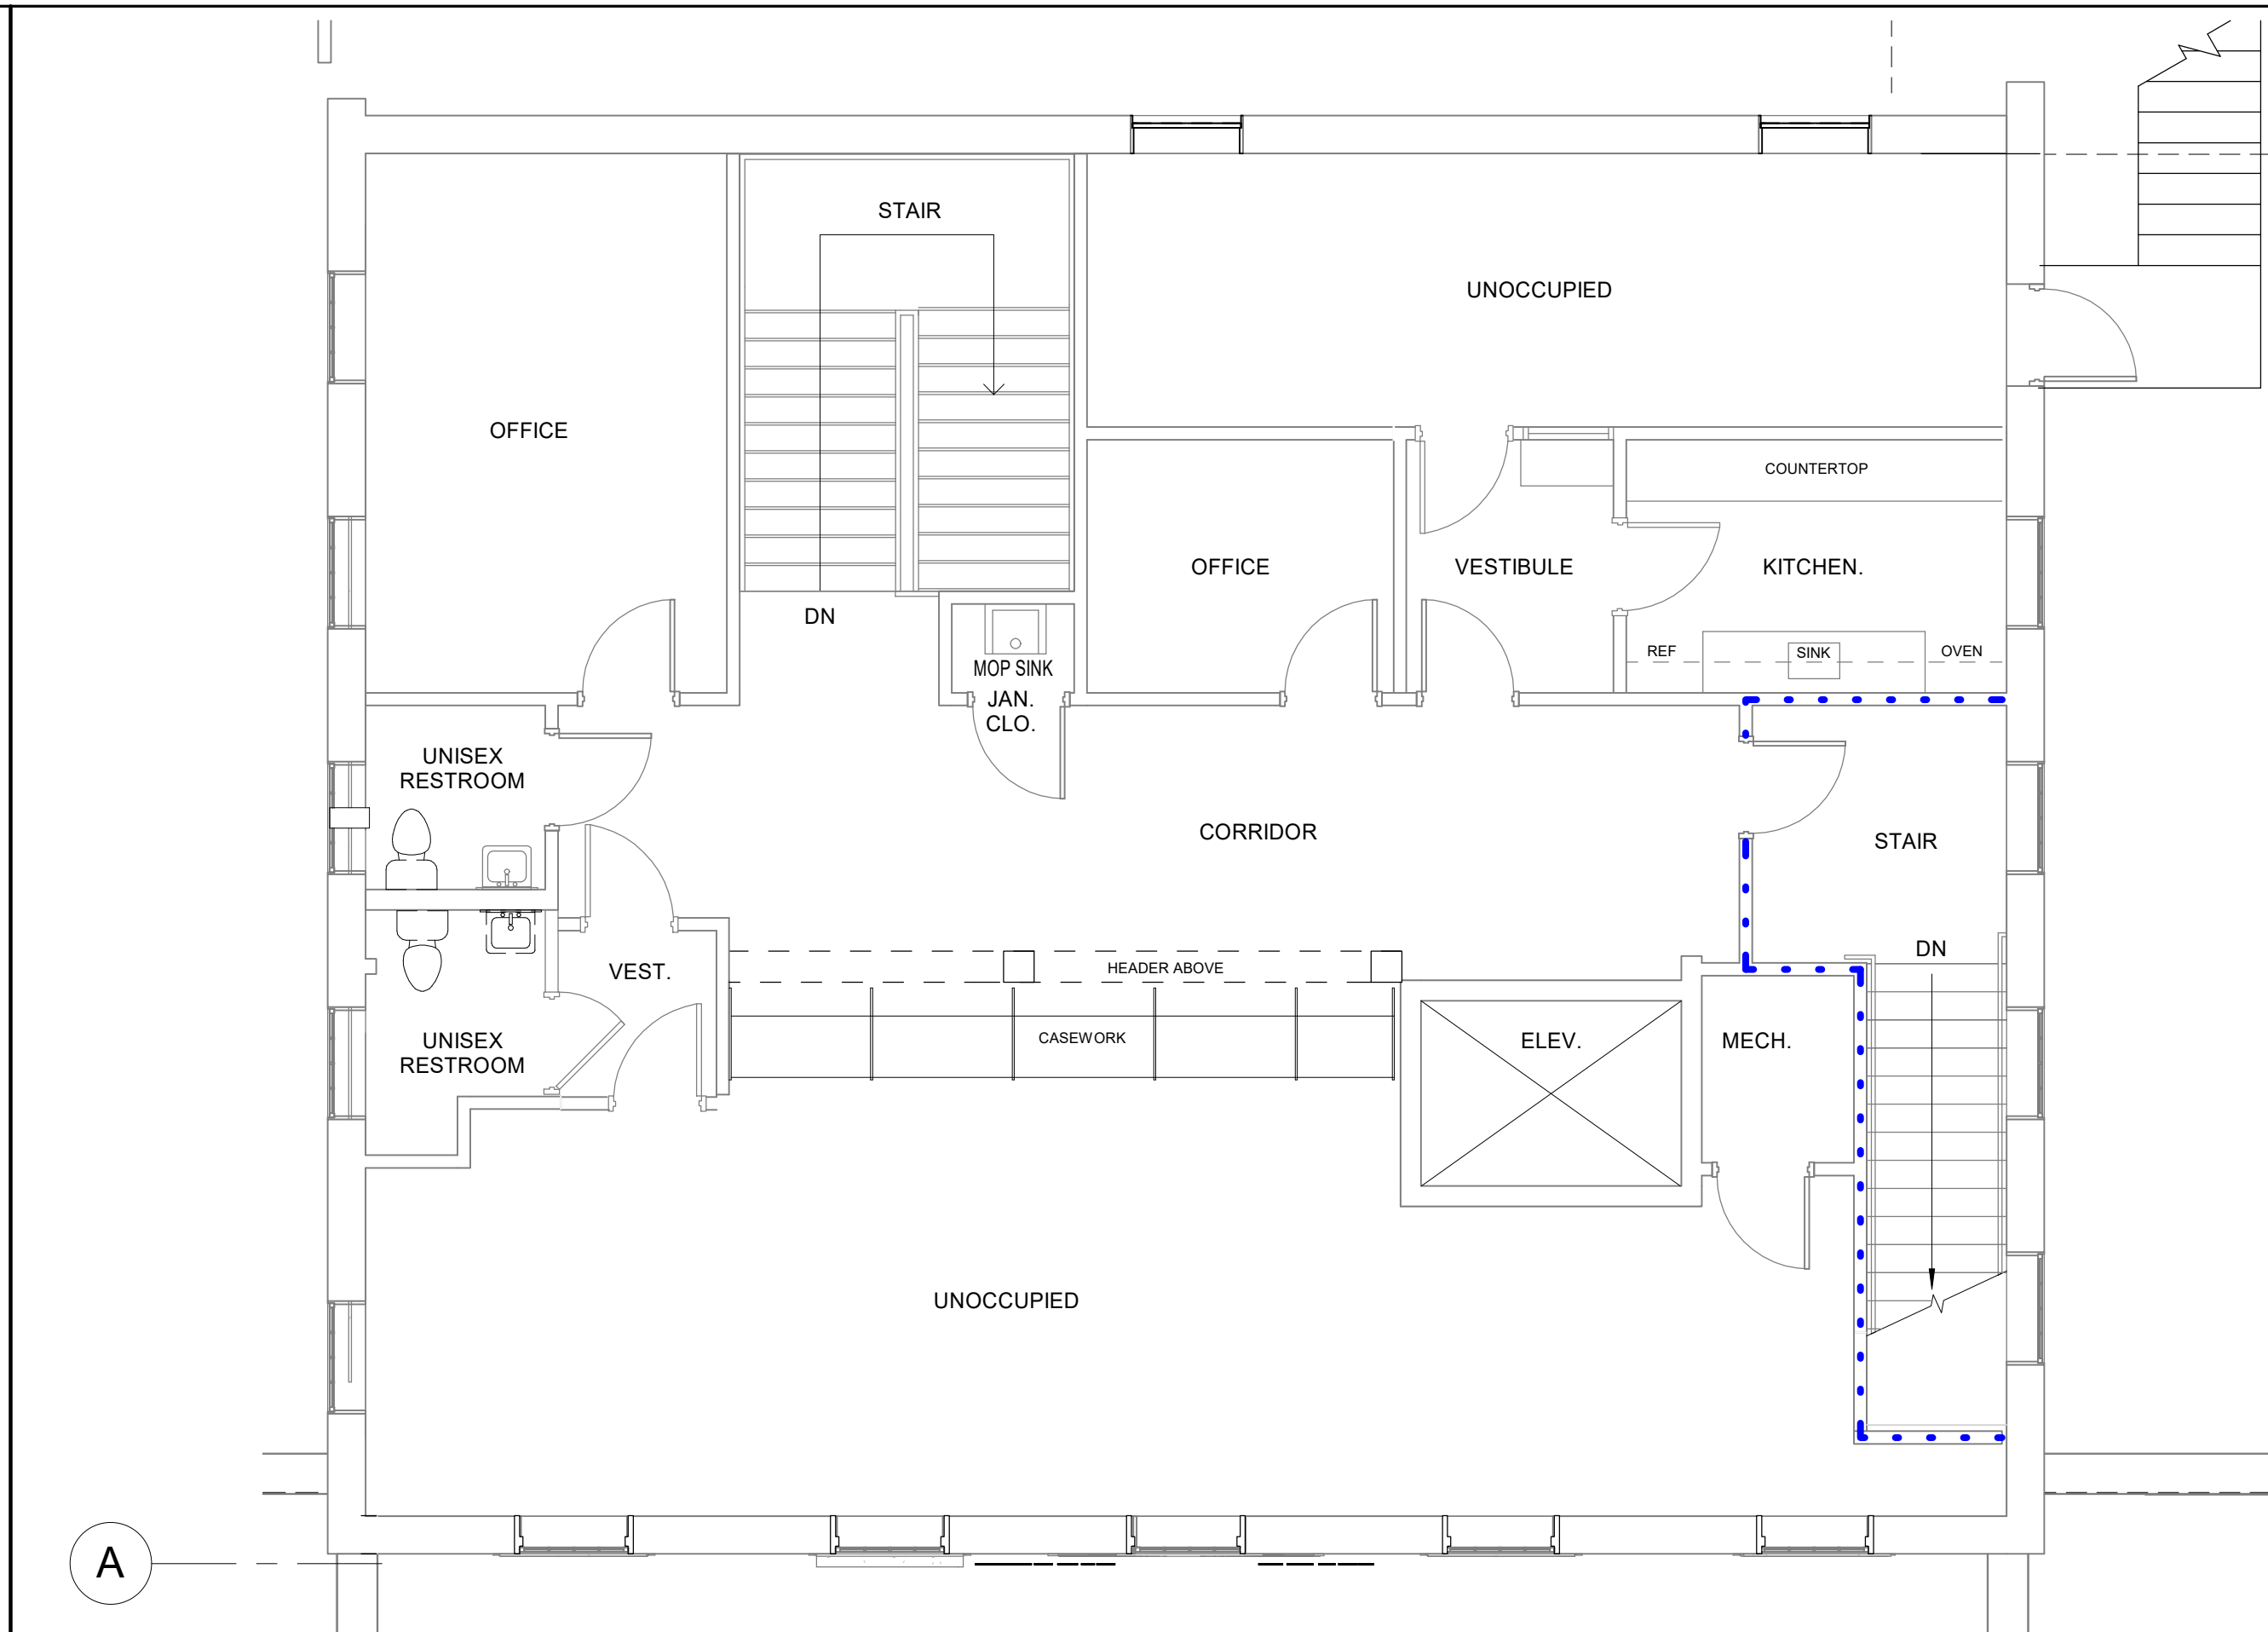 STAIR
UNOCCUPIED
OFFICE
COUNTERTOP
OFFICE
VESTIBULE
KITCHEN.
DN
REF
SINK
OVEN
MOP SINK
JAN.
CLO.
UNISEX
RESTROOM
CORRIDOR
STAIR
DN
VEST.
HEADER ABOVE
CASEWORK
ELEV.
MECH.
UNISEX
RESTROOM
UNOCCUPIED
A